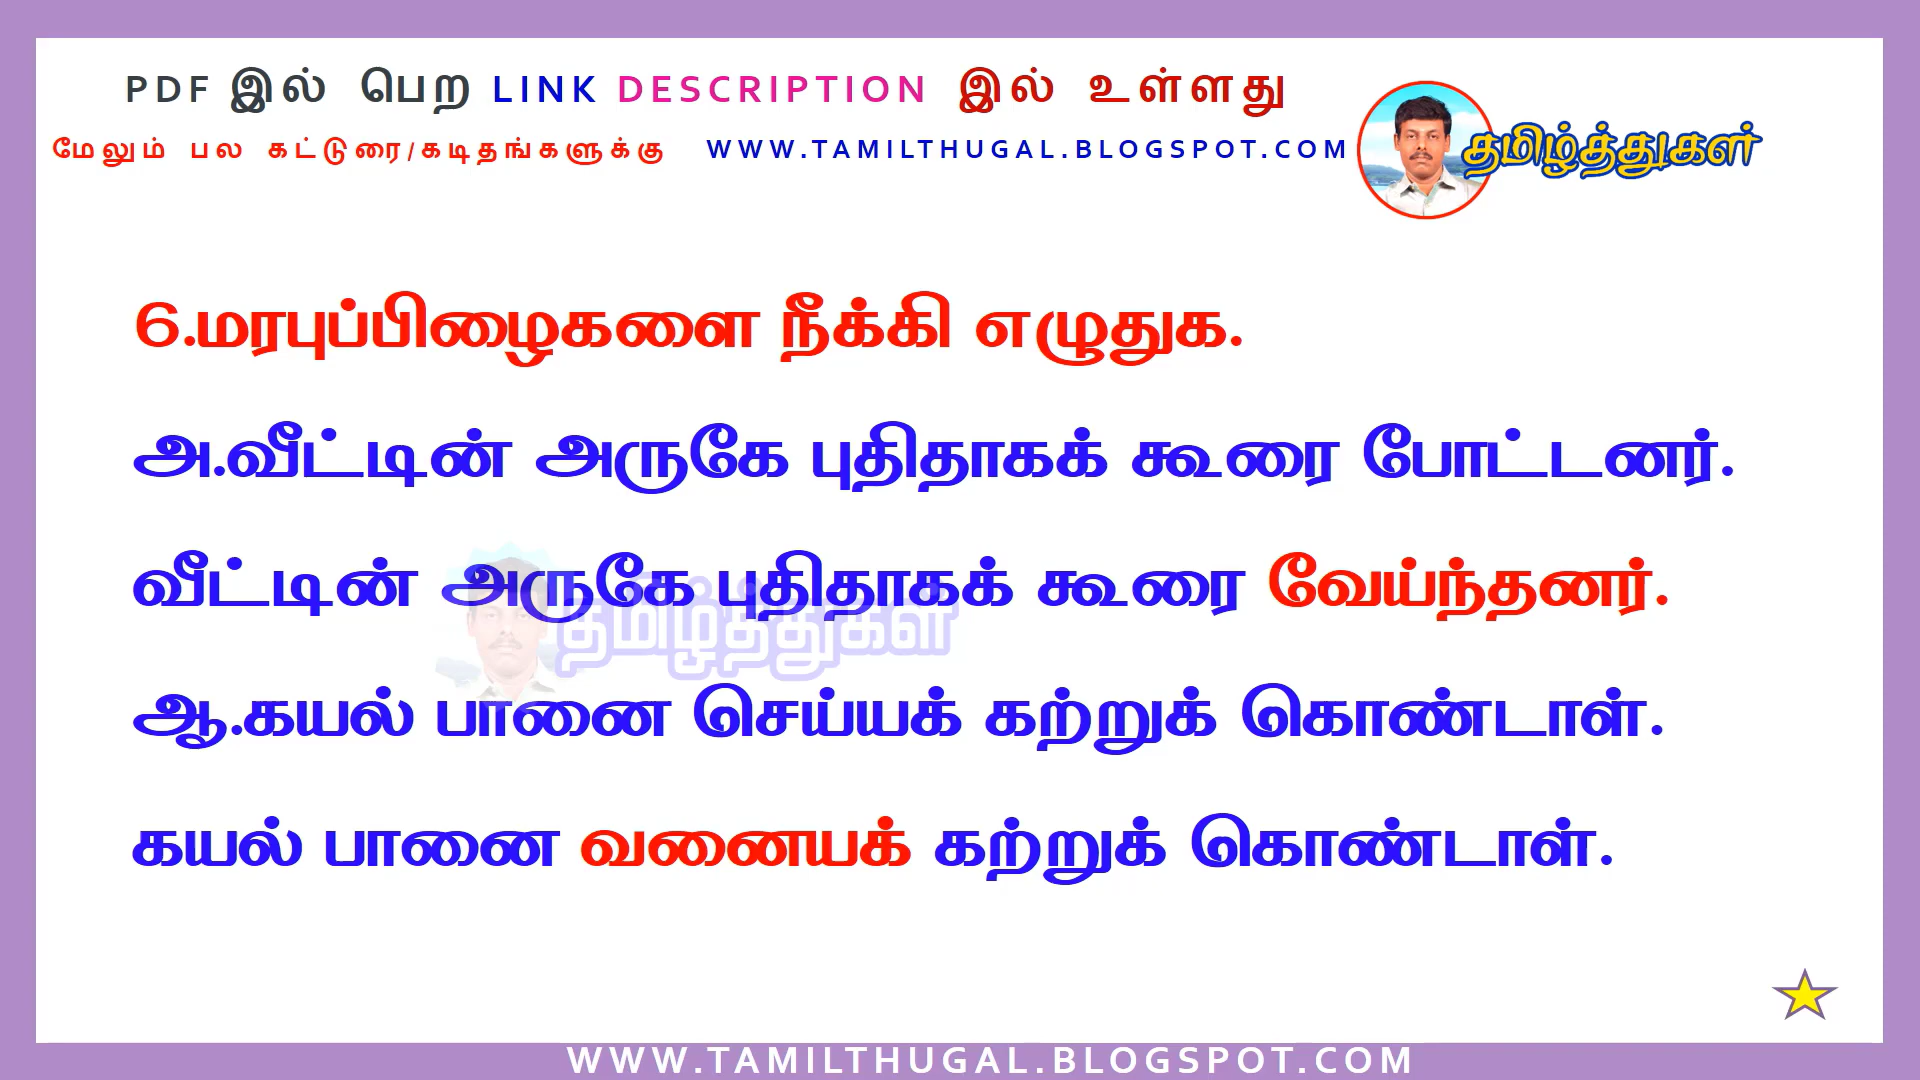 PDF இல் பெற LINK DESCRIPTION இல் உள்ளது
மேலும் பல கட்டுரை/கடிதங்களுக்கு WWW.TAMILTHUGAL.BLOGSPOT.COM
தமிழ்த்துகள்
6.மரபுப்பிழைகளை நீக்கி எழுதுக.
அ.வீட்டின் அருகே புதிதாகக் கூரை போட்டனர்.
வீட்டின் அருகே புதிதாகக் கூரை வேய்ந்தனர்.
தமிழ்த்துகள்
ஆ.கயல் பானை செய்யக் கற்றுக் கொண்டாள்.
கயல் பானை வனையக் கற்றுக் கொண்டாள்.
WWW.TAMILTHUGAL.BLOGSPOT.COM